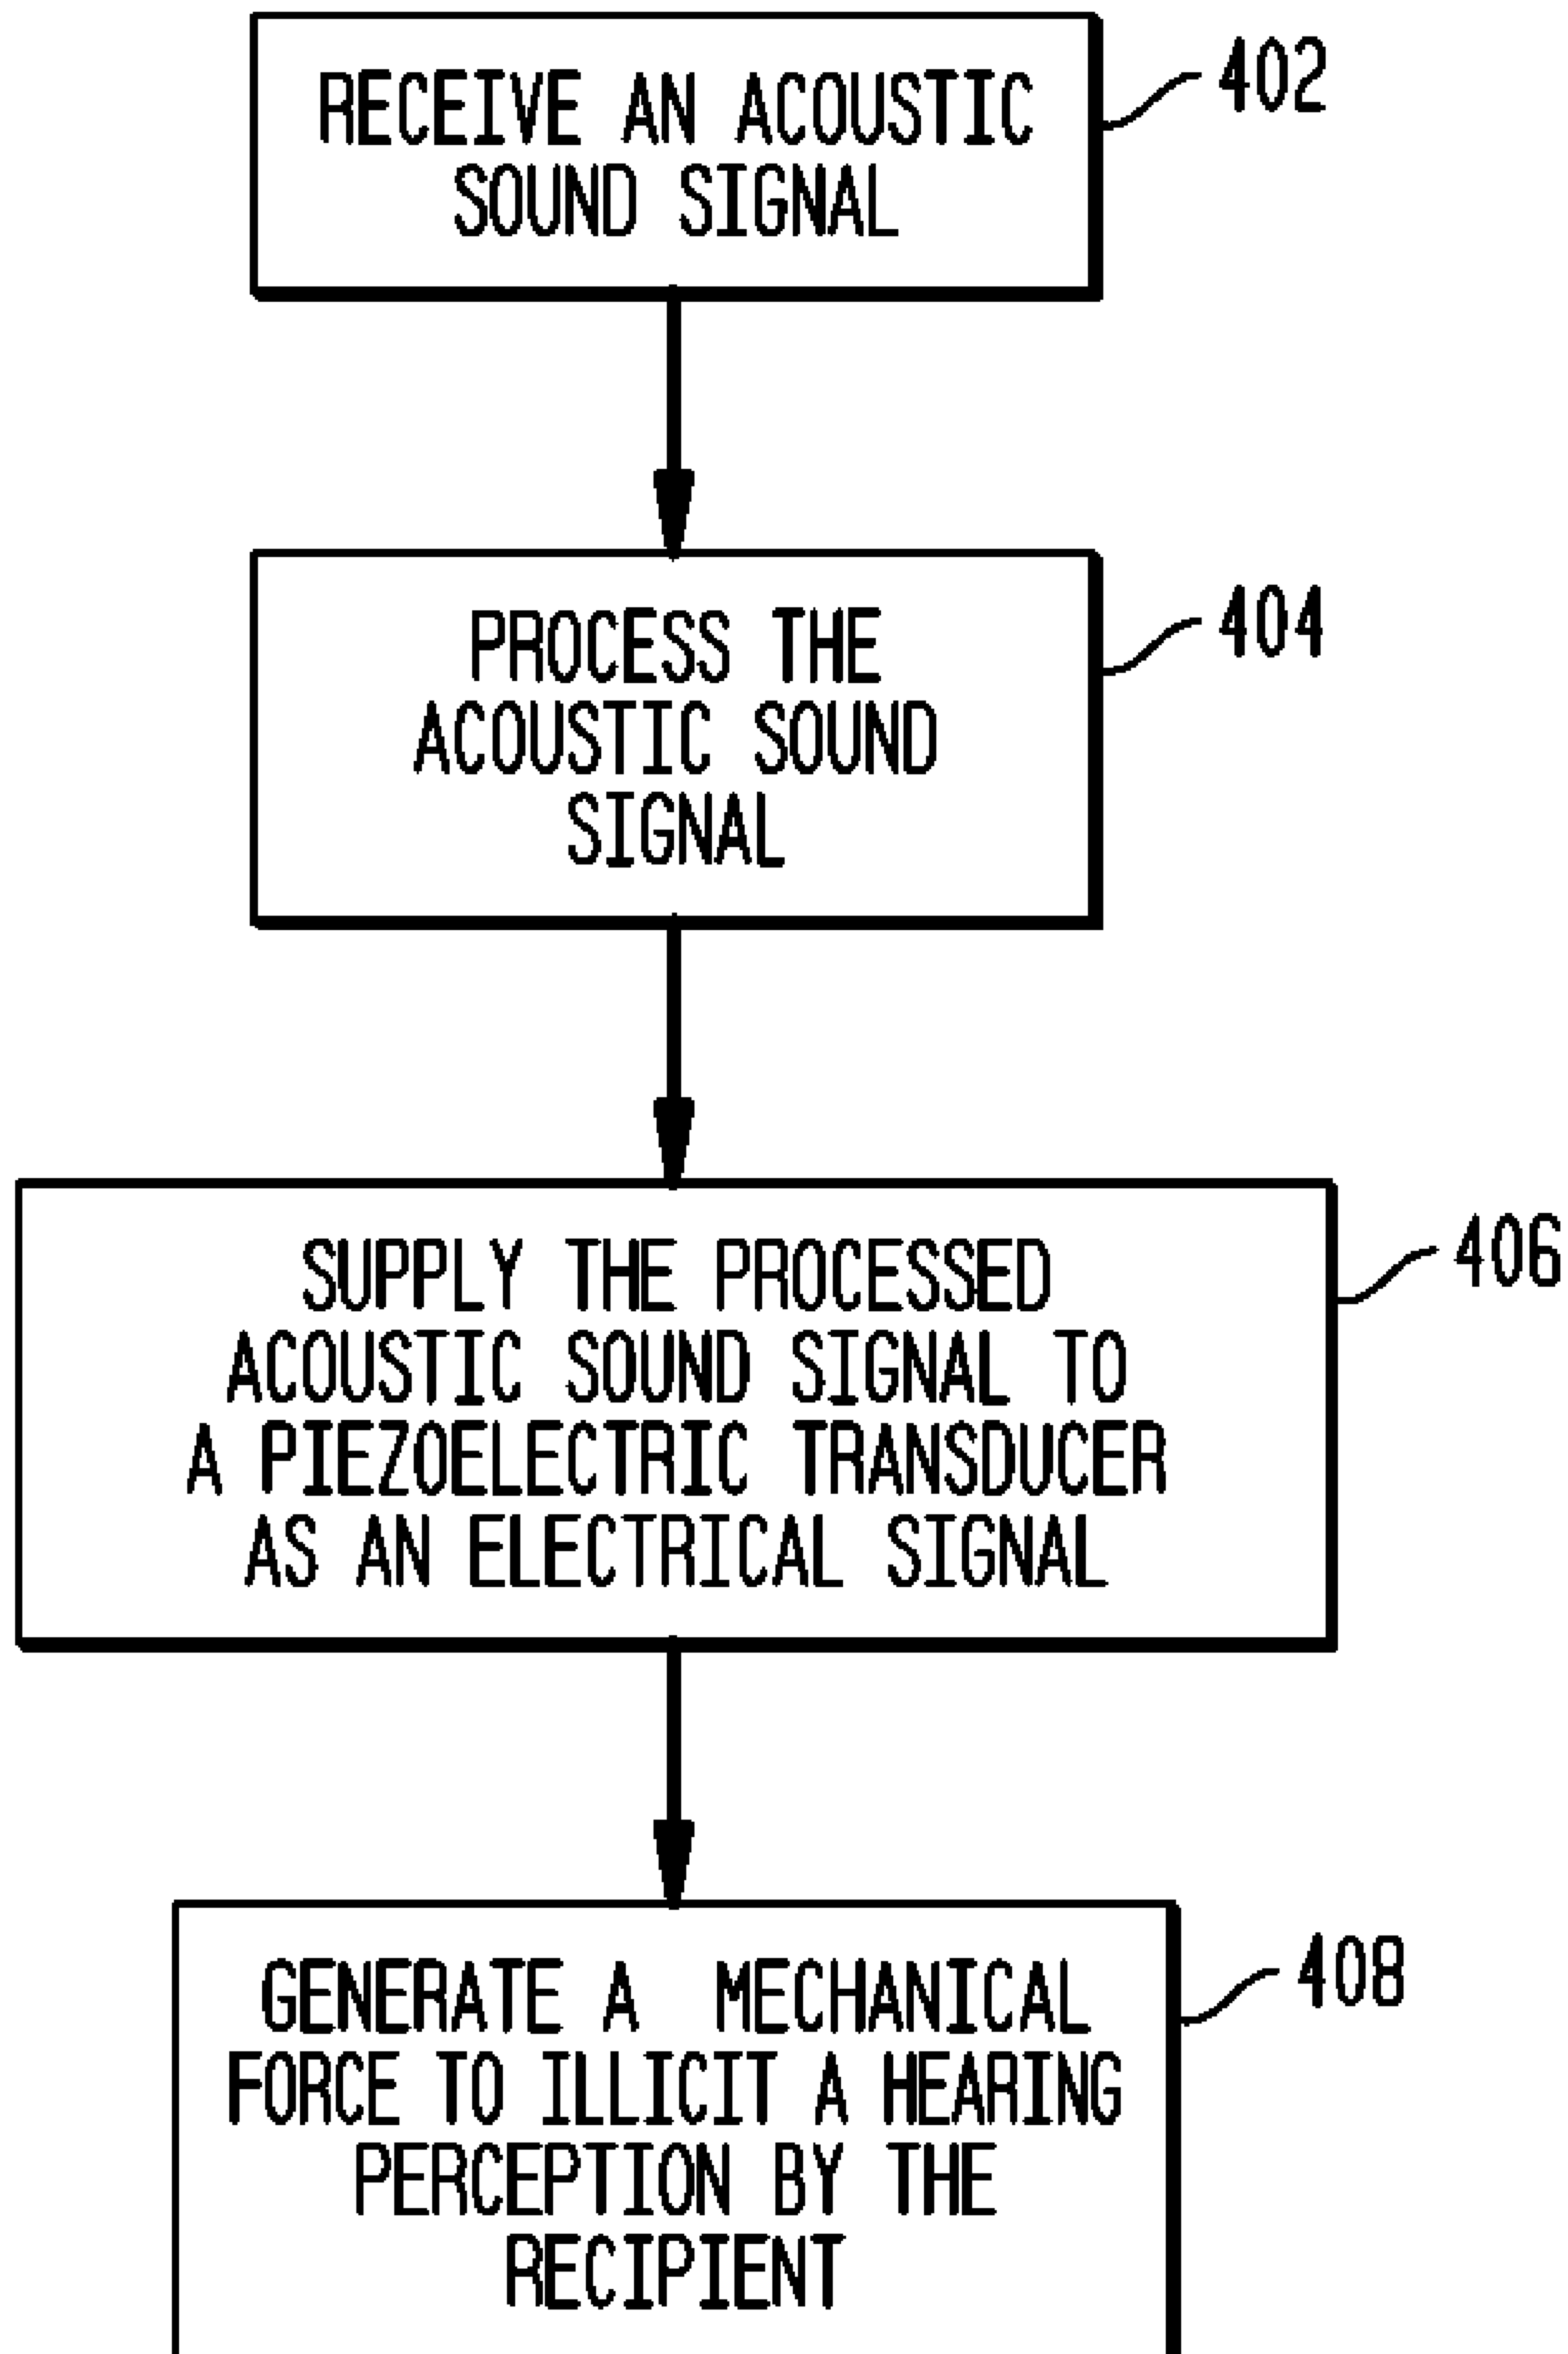 RECEIVE AN ACOUSTIC
SOUND SIGNAL
402
PROCESS THE
ACOUSTIC SOUND
SIGNAL
404
SUPPLY THE PROCESSED
ACOUSTIC SOUND SIGNAL TO
A PIEZOELECTRIC TRANSDUCER
AS AN ELECTRICAL SIGNAL
406
GENERATE A MECHANICAL
FORCE TO ILLICIT A HEARING
PERCEPTION BY THE
RECIPIENT
408